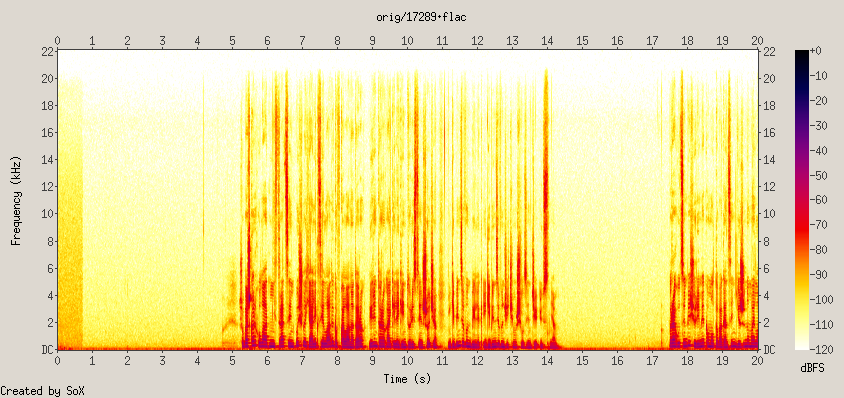 orig/17289.flac
0 1 2 3 4 5 6 7 8 9 10 11 12 13 14 15 16 17 18 19 20
22 22 +0
20 20 -10
18 18 -20
16 16 -30
14 14 -40
12 12 -50
10 10 -60
8 8 -70
6 6 -80
4 4 -90
2 2 -100
DC DC -110
-120
Frequency (kHz)
0 1 2 3 4 5 6 7 8 9 10 11 12 13 14 15 16 17 18 19 20
dBFS
Time (s)
Created by SoX